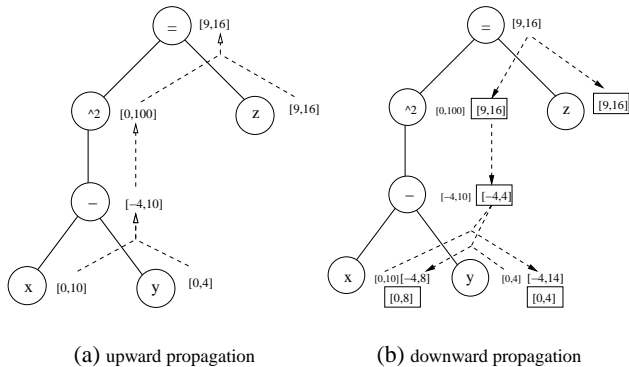 = [9,16]
^2 [0,100] z [9,16]
− [−4,10]
x [0,10] y [0,4]
(a) upward propagation
= [9,16]
^2 [0,100] [9,16] z [9,16]
− [−4,10] [−4,4]
x [0,10] [−4,8] y [0,4] [−4,14]
[0,8] [0,4]
(b) downward propagation